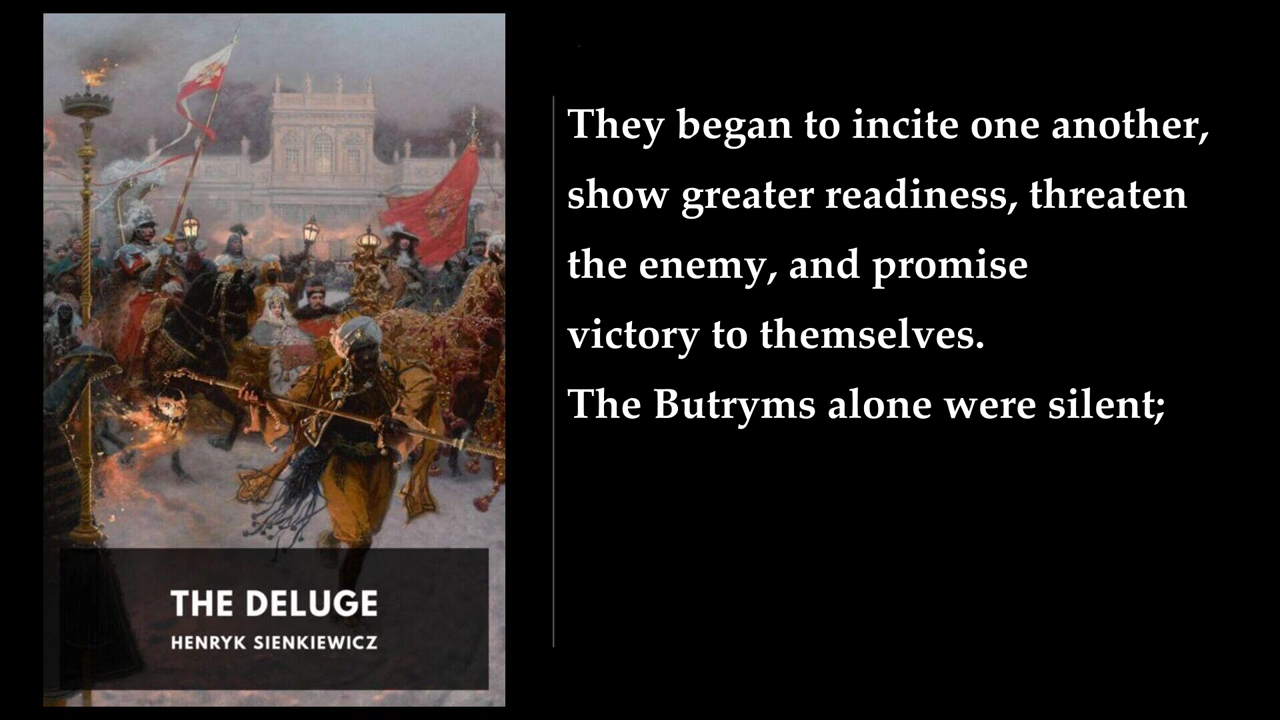 They began to incite one another,
show greater readiness, threaten
the enemy, and promise
victory to themselves.
The Butryms alone were silent;
THE DELUGE
HENRYK SIENKIEWICZ